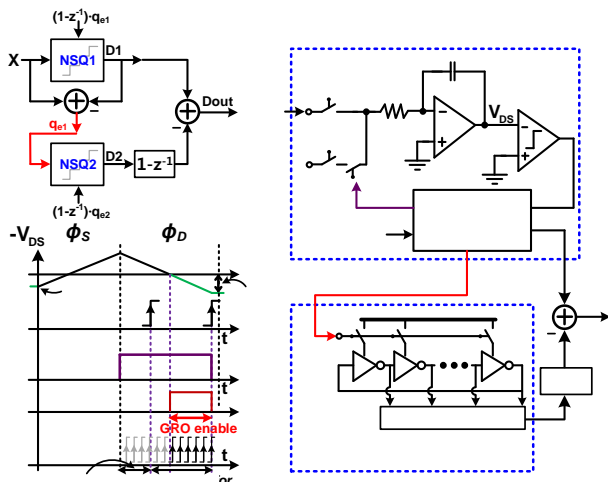 (1-z⁻¹)·qe1
X
NSQ1
D1
Dout
qe1
NSQ2
D2
1-z⁻¹
(1-z⁻¹)·qe2
-VDS
ϕS
ϕD
t
t
t
GRO enable
t
or
VDS